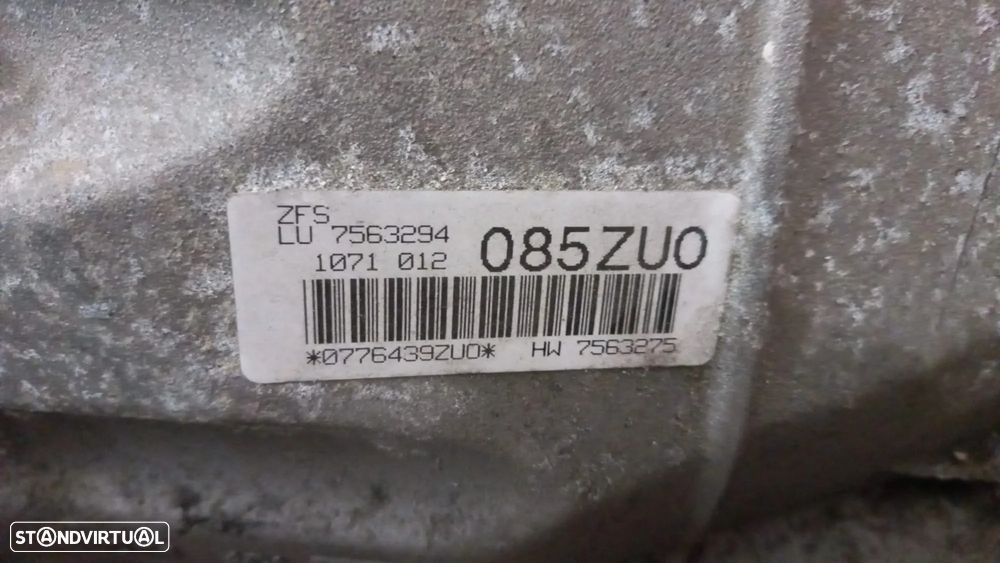 ZFS
LU 7563294
1071 012
085ZU0
*0776439ZU0* HW 7563275
STANDVIRTUAL